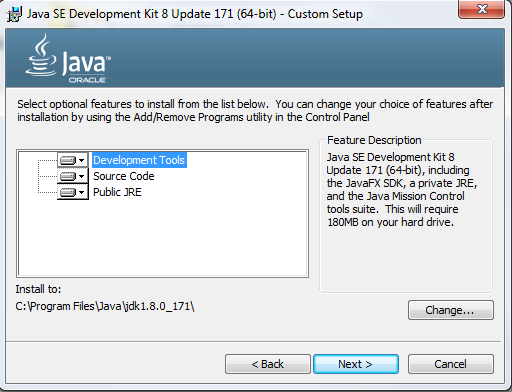 Java SE Development Kit 8 Update 171 (64-bit) - Custom Setup
Java™
ORACLE
Select optional features to install from the list below.  You can change your choice of features after
installation by using the Add/Remove Programs utility in the Control Panel
Development Tools
Source Code
Public JRE
Feature Description
Java SE Development Kit 8
Update 171 (64-bit), including
the JavaFX SDK, a private JRE,
and the Java Mission Control
tools suite.  This will require
180MB on your hard drive.
Install to:
C:\Program Files\Java\jdk1.8.0_171\
Change...
< Back
Next >
Cancel